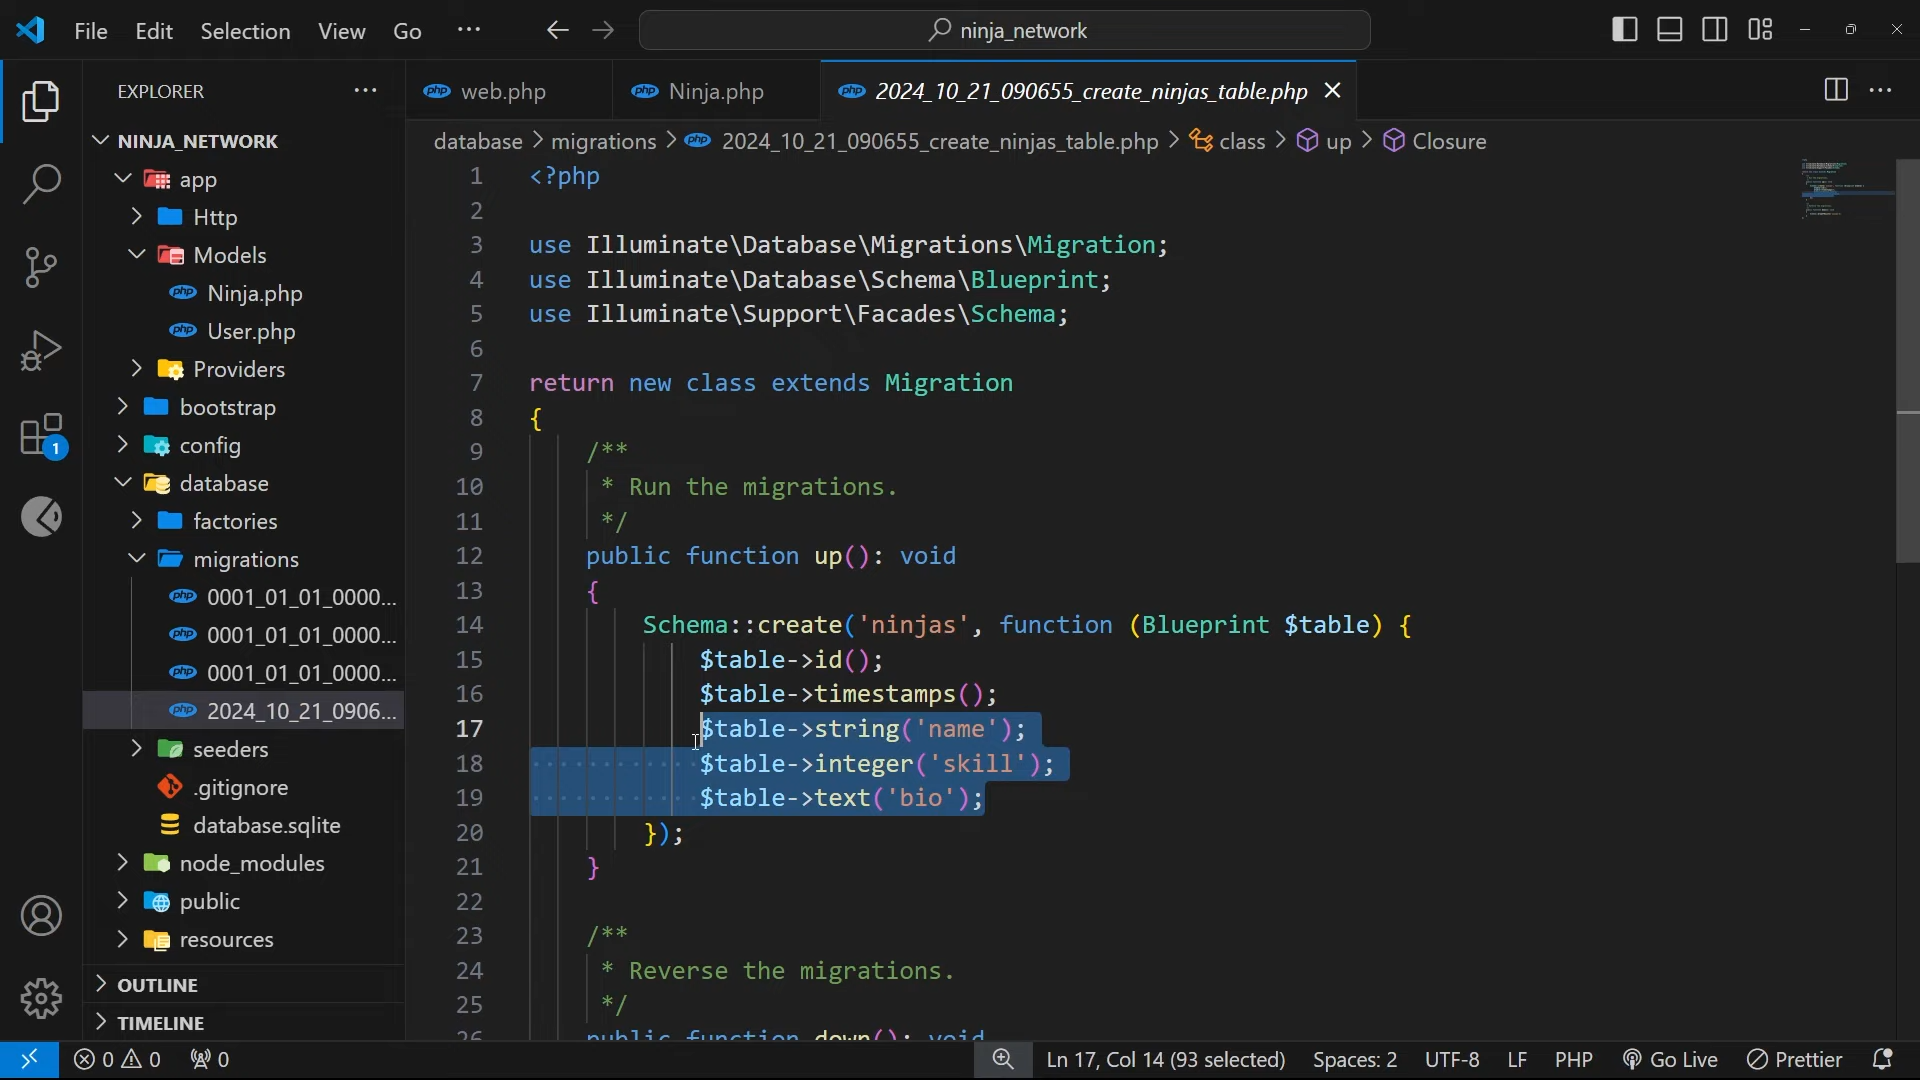 File Edit Selection View Go ··· ninja_network
EXPLORER ···
NINJA_NETWORK
app
Http
Models
Ninja.php
User.php
Providers
bootstrap
config
database
factories
migrations
0001_01_01_0000...
0001_01_01_0000...
0001_01_01_0000...
2024_10_21_0906...
seeders
.gitignore
database.sqlite
node_modules
public
resources
OUTLINE
TIMELINE
1
php web.php php Ninja.php php 2024_10_21_090655_create_ninjas_table.php
database > migrations > php 2024_10_21_090655_create_ninjas_table.php > class > up > Closure
1 <?php
2
3 use Illuminate\Database\Migrations\Migration;
4 use Illuminate\Database\Schema\Blueprint;
5 use Illuminate\Support\Facades\Schema;
6
7 return new class extends Migration
8 {
9 /**
10 * Run the migrations.
11 */
12 public function up(): void
13 {
14 Schema::create('ninjas', function (Blueprint $table) {
15 $table->id();
16 $table->timestamps();
17 $table->string('name');
18 $table->integer('skill');
19 $table->text('bio');
20 });
21 }
22
23 /**
24 * Reverse the migrations.
25 */
26 public function down(): void
0 0 0 Ln 17, Col 14 (93 selected) Spaces: 2 UTF-8 LF PHP Go Live Prettier